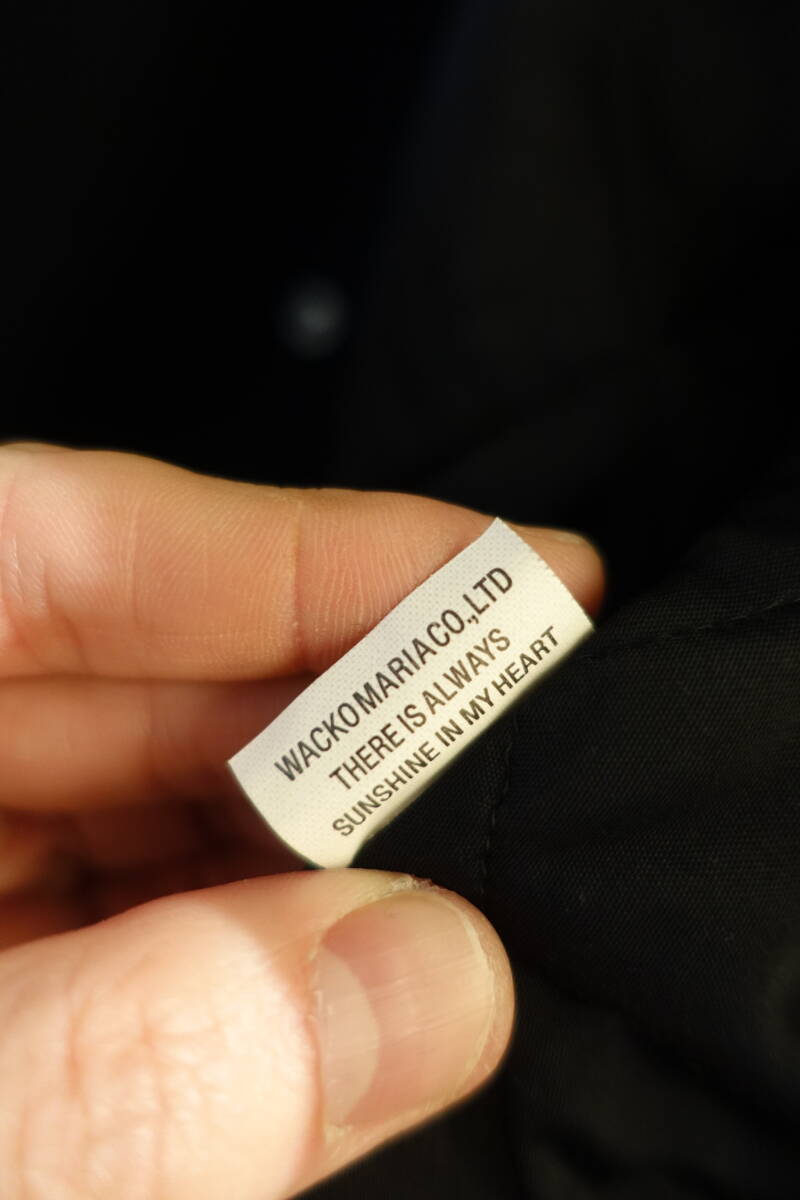 WACKO MARIA CO.,LTD
THERE IS ALWAYS
SUNSHINE IN MY HEART